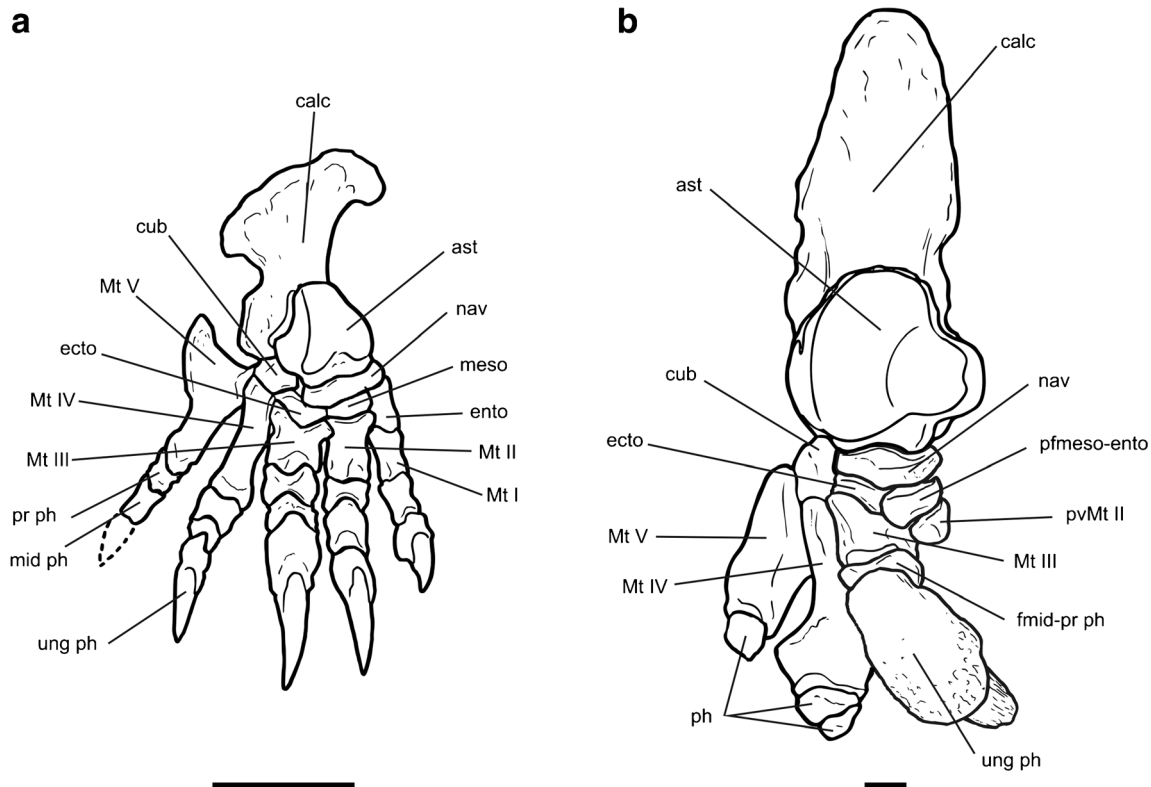 a
calc
cub
ast
Mt V
nav
ecto
meso
Mt IV
ento
Mt III
Mt II
Mt I
pr ph
mid ph
ung ph
b
calc
ast
cub
nav
ecto
pfmeso-ento
pvMt II
Mt V
Mt III
Mt IV
fmid-pr ph
ph
ung ph